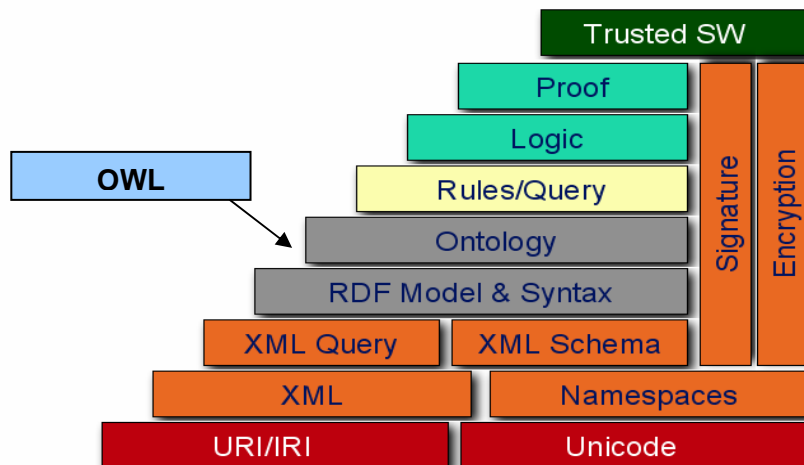 Trusted SW
Proof
Logic
OWL
Rules/Query
Ontology
RDF Model & Syntax
Signature
Encryption
XML Query
XML Schema
XML
Namespaces
URI/IRI
Unicode